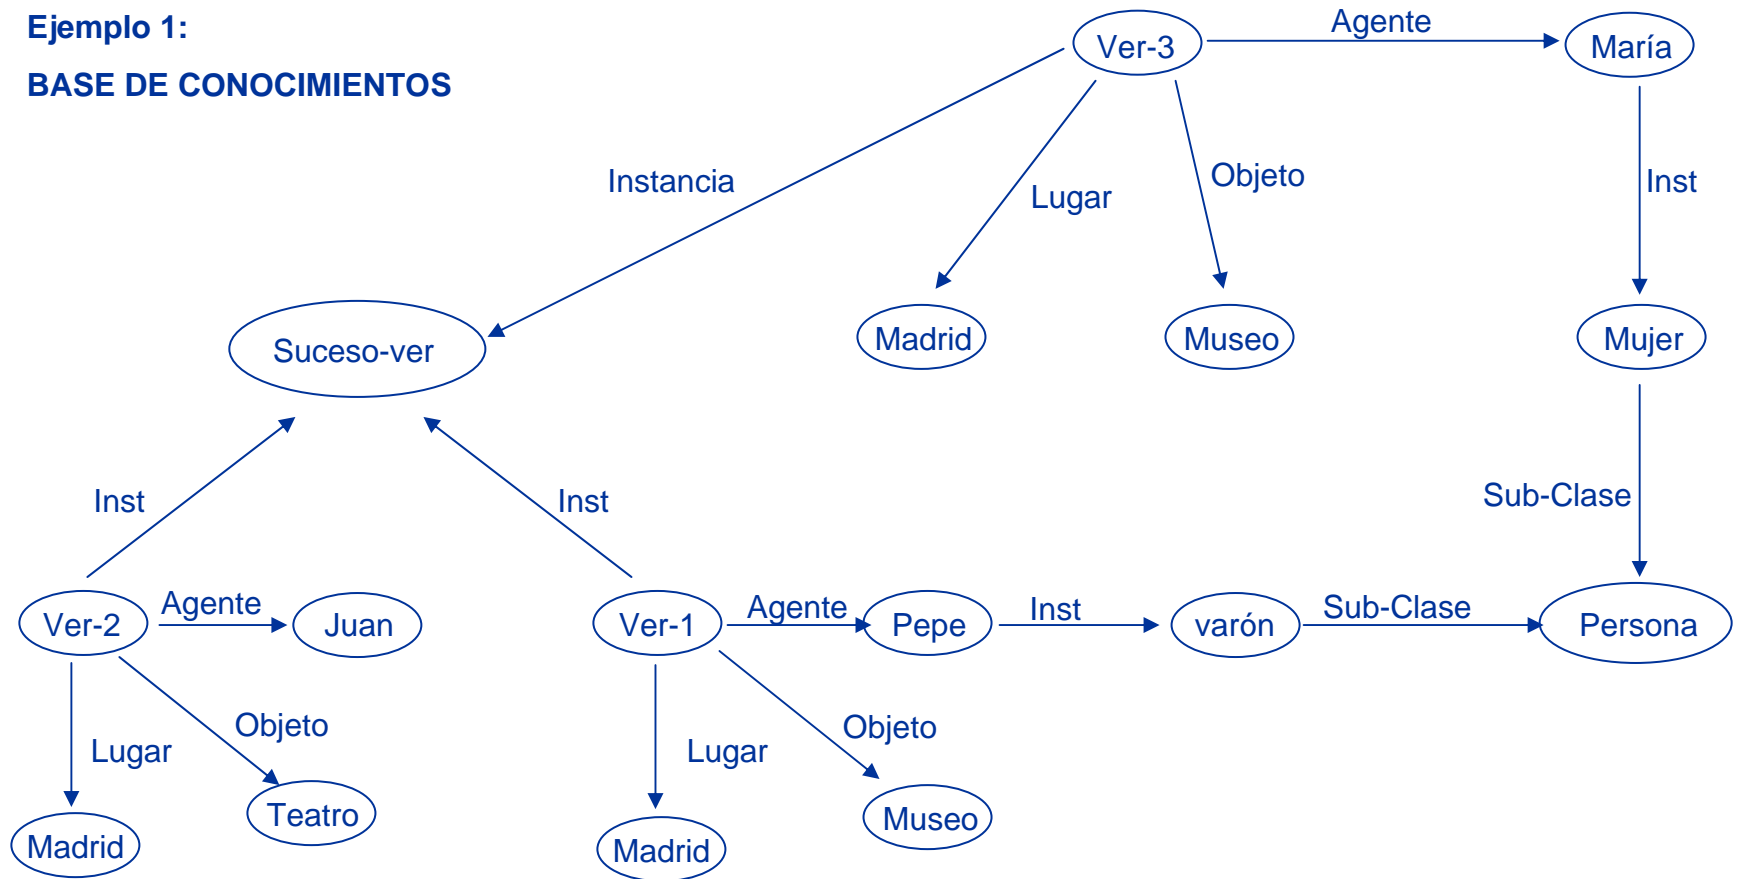 Ejemplo 1:
BASE DE CONOCIMIENTOS
Ver-3
Agente
María
Instancia
Lugar
Objeto
Inst
Suceso-ver
Madrid
Museo
Mujer
Inst
Inst
Sub-Clase
Ver-2
Agente
Juan
Ver-1
Agente
Pepe
Inst
varón
Sub-Clase
Persona
Lugar
Objeto
Lugar
Objeto
Madrid
Teatro
Madrid
Museo